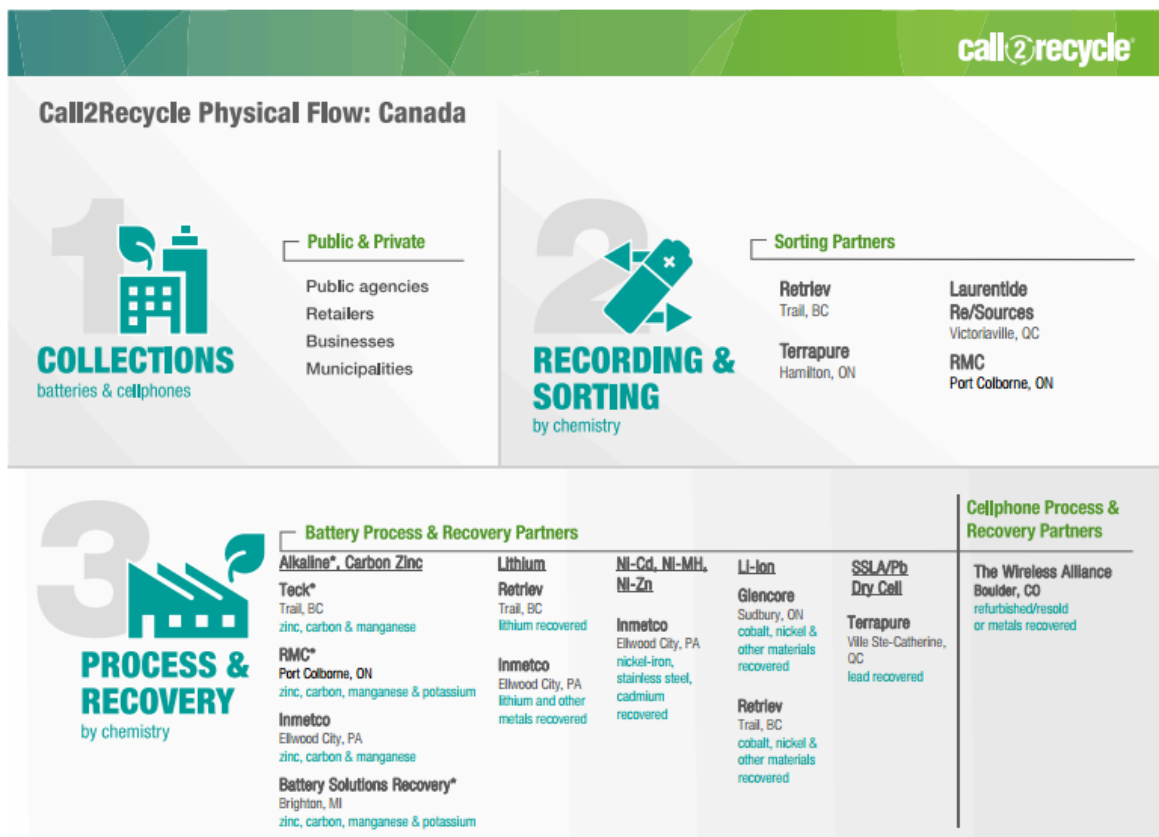 call2recycle®
Call2Recycle Physical Flow: Canada
1
COLLECTIONS
batteries & cellphones
Public & Private
Public agencies
Retailers
Businesses
Municipalities
2
RECORDING &
SORTING
by chemistry
Sorting Partners
Retriev
Trail, BC
Terrapure
Hamilton, ON
Laurentide
Re/Sources
Victoriaville, QC
RMC
Port Colborne, ON
3
PROCESS &
RECOVERY
by chemistry
Battery Process & Recovery Partners
Alkaline*, Carbon Zinc
Teck*
Trail, BC
zinc, carbon & manganese
RMC*
Port Colborne, ON
zinc, carbon, manganese & potassium
Inmetco
Ellwood City, PA
zinc, carbon & manganese
Battery Solutions Recovery*
Brighton, MI
zinc, carbon, manganese & potassium
Lithium
Retriev
Trail, BC
lithium recovered
Inmetco
Ellwood City, PA
lithium and other
metals recovered
Ni-Cd, Ni-MH,
Ni-Zn
Inmetco
Ellwood City, PA
nickel-iron,
stainless steel,
cadmium
recovered
Li-Ion
Glencore
Sudbury, ON
cobalt, nickel &
other materials
recovered
Retriev
Trail, BC
cobalt, nickel &
other materials
recovered
SSLA/Pb
Dry Cell
Terrapure
Ville Ste-Catherine,
QC
lead recovered
Cellphone Process &
Recovery Partners
The Wireless Alliance
Boulder, CO
refurbished/resold
or metals recovered